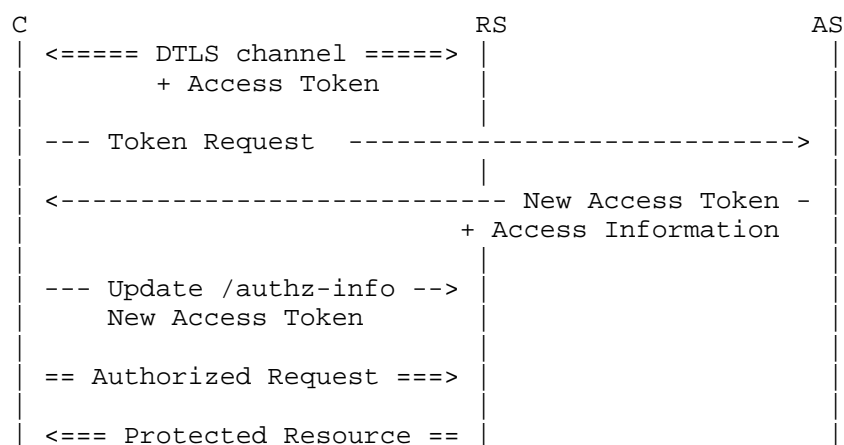 C RS AS
<===== DTLS channel =====>
+ Access Token
--- Token Request ---------------------------->
<---------------------------- New Access Token -
+ Access Information
--- Update /authz-info -->
New Access Token
== Authorized Request ===>
<=== Protected Resource ==